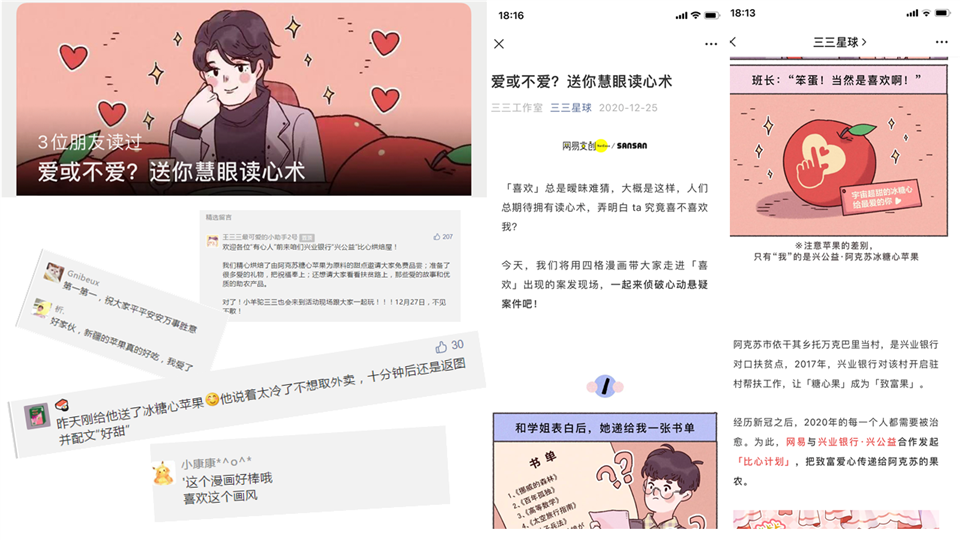 3位朋友读过
爱或不爱？送你慧眼读心术
精选留言
王三三最可爱的小助手2号
207
欢迎各位“有心人”前来咱们兴业银行“兴公益”比心烘焙屋！
我们精心烘焙了由阿克苏糖心苹果为原料的甜点邀请大家免费品尝；准备了
很多爱的礼物，把祝福奉上；还想请大家看看扶贫路上，那些爱的故事和优
质的助农产品。
对了！小羊驼三三也会来到活动现场跟大家一起玩！！！12月27日，不见
不散！
Gnibeux
第一第一，祝大家平平安安万事胜意
析.
好家伙，新疆的苹果真的好吃，我爱了
30
昨天刚给他送了冰糖心苹果😊他说着太冷了不想取外卖，十分钟后还是返图
并配文“好甜”
小康康*^o^*
'这个漫画好棒哦
喜欢这个画风
18:16
爱或不爱？送你慧眼读心术
三三工作室 三三星球 2020-12-25
网易文创 / SANSAN
「喜欢」总是暧昧难猜，大概是这样，人们
总期待拥有读心术，弄明白 ta 究竟喜不喜欢
我？
今天，我们将用四格漫画带大家走进「喜
欢」出现的案发现场，一起来侦破心动悬疑
案件吧！
和学姐表白后，她递给我一张书单
书单
1、《挪威的森林》
2、《百年孤独》
3、《高等数学》
4、《太空旅行指南》
18:13
三三星球
班长：“笨蛋！当然是喜欢啊！”
宇宙超甜的冰糖心
给最爱的你
※注意苹果的差别，
只有“我”的是兴公益·阿克苏冰糖心苹果
阿克苏市依干其乡托万克巴里当村，是兴业银行
对口扶贫点，2017年，兴业银行对该村开启驻
村帮扶工作，让「糖心果」成为「致富果」。
经历新冠之后，2020年的每一个人都需要被治
愈。为此，网易与兴业银行·兴公益合作发起
「比心计划」，把致富爱心传递给阿克苏的果
农。